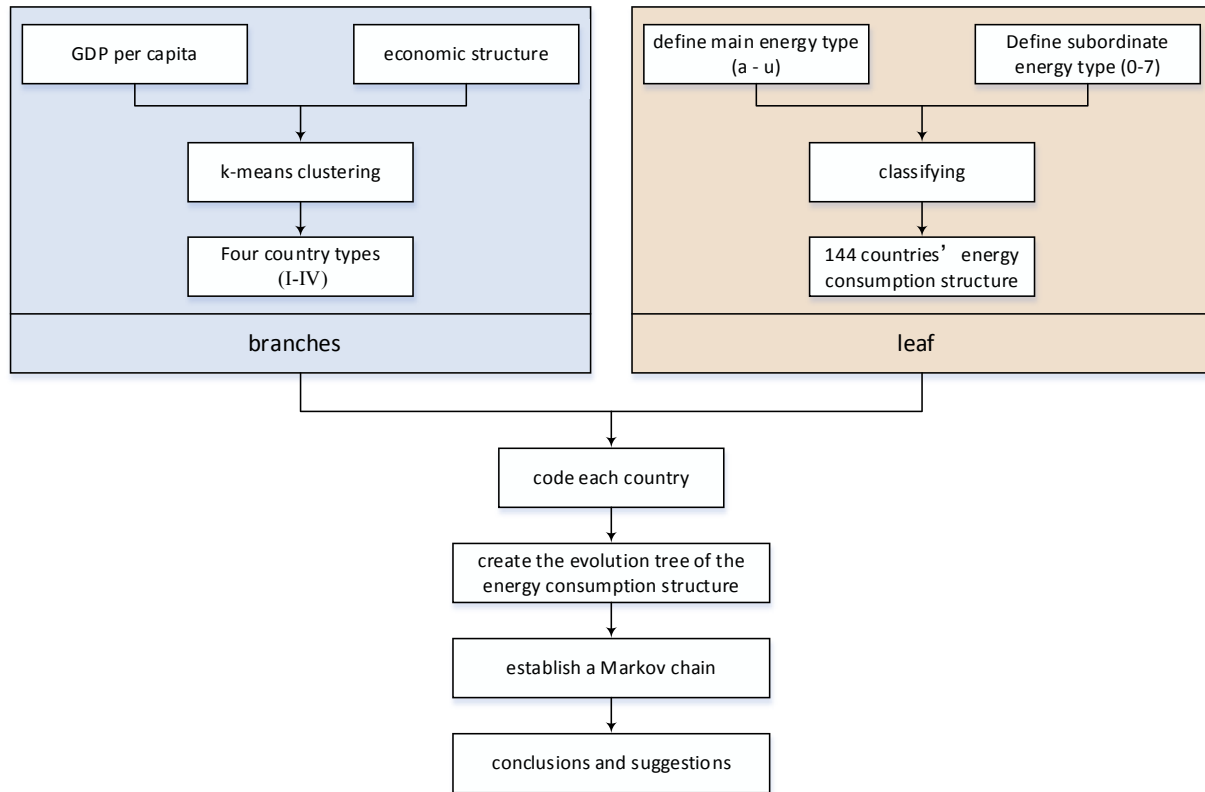 GDP per capita
economic structure
k-means clustering
Four country types
(I-IV)
branches
define main energy type
(a - u)
Define subordinate
energy type (0-7)
classifying
144 countries’ energy
consumption structure
leaf
code each country
create the evolution tree of the
energy consumption structure
establish a Markov chain
conclusions and suggestions